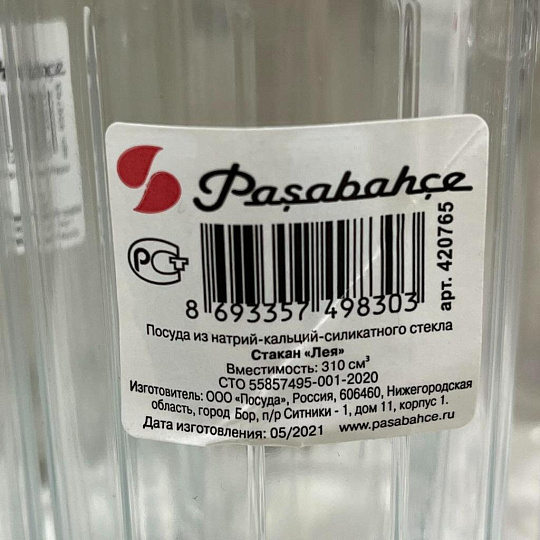 Paşabahçe
арт. 420765
РСТ
8 693357 498303
Посуда из натрий-кальций-силикатного стекла
Стакан «Лея»
Вместимость: 310 см³
СТО 55857495-001-2020
Изготовитель: ООО «Посуда», Россия, 606460, Нижегородская
область, город Бор, п/р Ситники - 1, дом 11, корпус 1.
Дата изготовления: 05/2021 www.pasabahce.ru